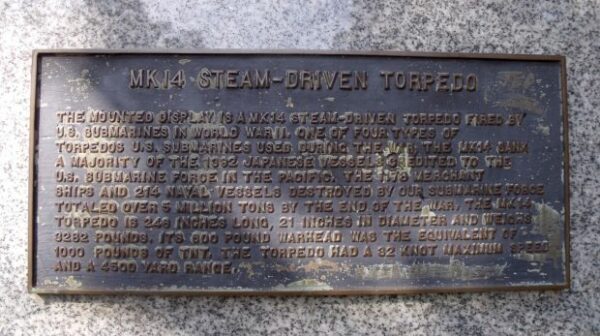 MK14 STEAM-DRIVEN TORPEDO
THE MOUNTED DISPLAY IS A MK14 STEAM-DRIVEN TORPEDO FIRED BY
U.S. SUBMARINES IN WORLD WAR II. ONE OF FOUR TYPES OF
TORPEDOS U.S. SUBMARINES USED DURING THE WAR, THE MK14 SANK
A MAJORITY OF THE 1392 JAPANESE VESSELS CREDITED TO THE
U.S. SUBMARINE FORCE IN THE PACIFIC. THE 1178 MERCHANT
SHIPS AND 214 NAVAL VESSELS DESTROYED BY OUR SUBMARINE FORCE
TOTALED OVER 5 MILLION TONS BY THE END OF THE WAR. THE MK14
TORPEDO IS 246 INCHES LONG, 21 INCHES IN DIAMETER AND WEIGHS
3282 POUNDS. ITS POUND WARHEAD WAS THE EQUIVALENT OF
1000 POUNDS OF TNT. THE TORPEDO HAD A 32 KNOT MAXIMUM SPEED
AND A 4500 YARD RANGE.